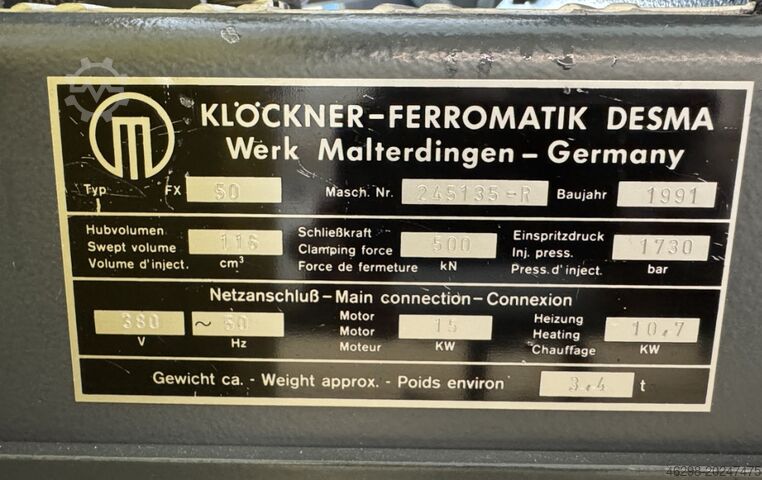 KLÖCKNER-FERROMATIK DESMA
Werk Malterdingen – Germany
Typ FX 50 Masch. Nr. 245135-R Baujahr 1991
Hubvolumen
Swept volume
Volume d'inject.
116
cm³
Schließkraft
Clamping force
Force de fermeture
500
kN
Einspritzdruck
Inj. press.
Press. d'inject.
1730
bar
Netzanschluß – Main connection – Connexion
380
V
~ 50
Hz
Motor
Motor
Moteur
15
KW
Heizung
Heating
Chauffage
10,7
KW
Gewicht ca. - Weight approx. - Poids environ 3,4 t
46298-20247475